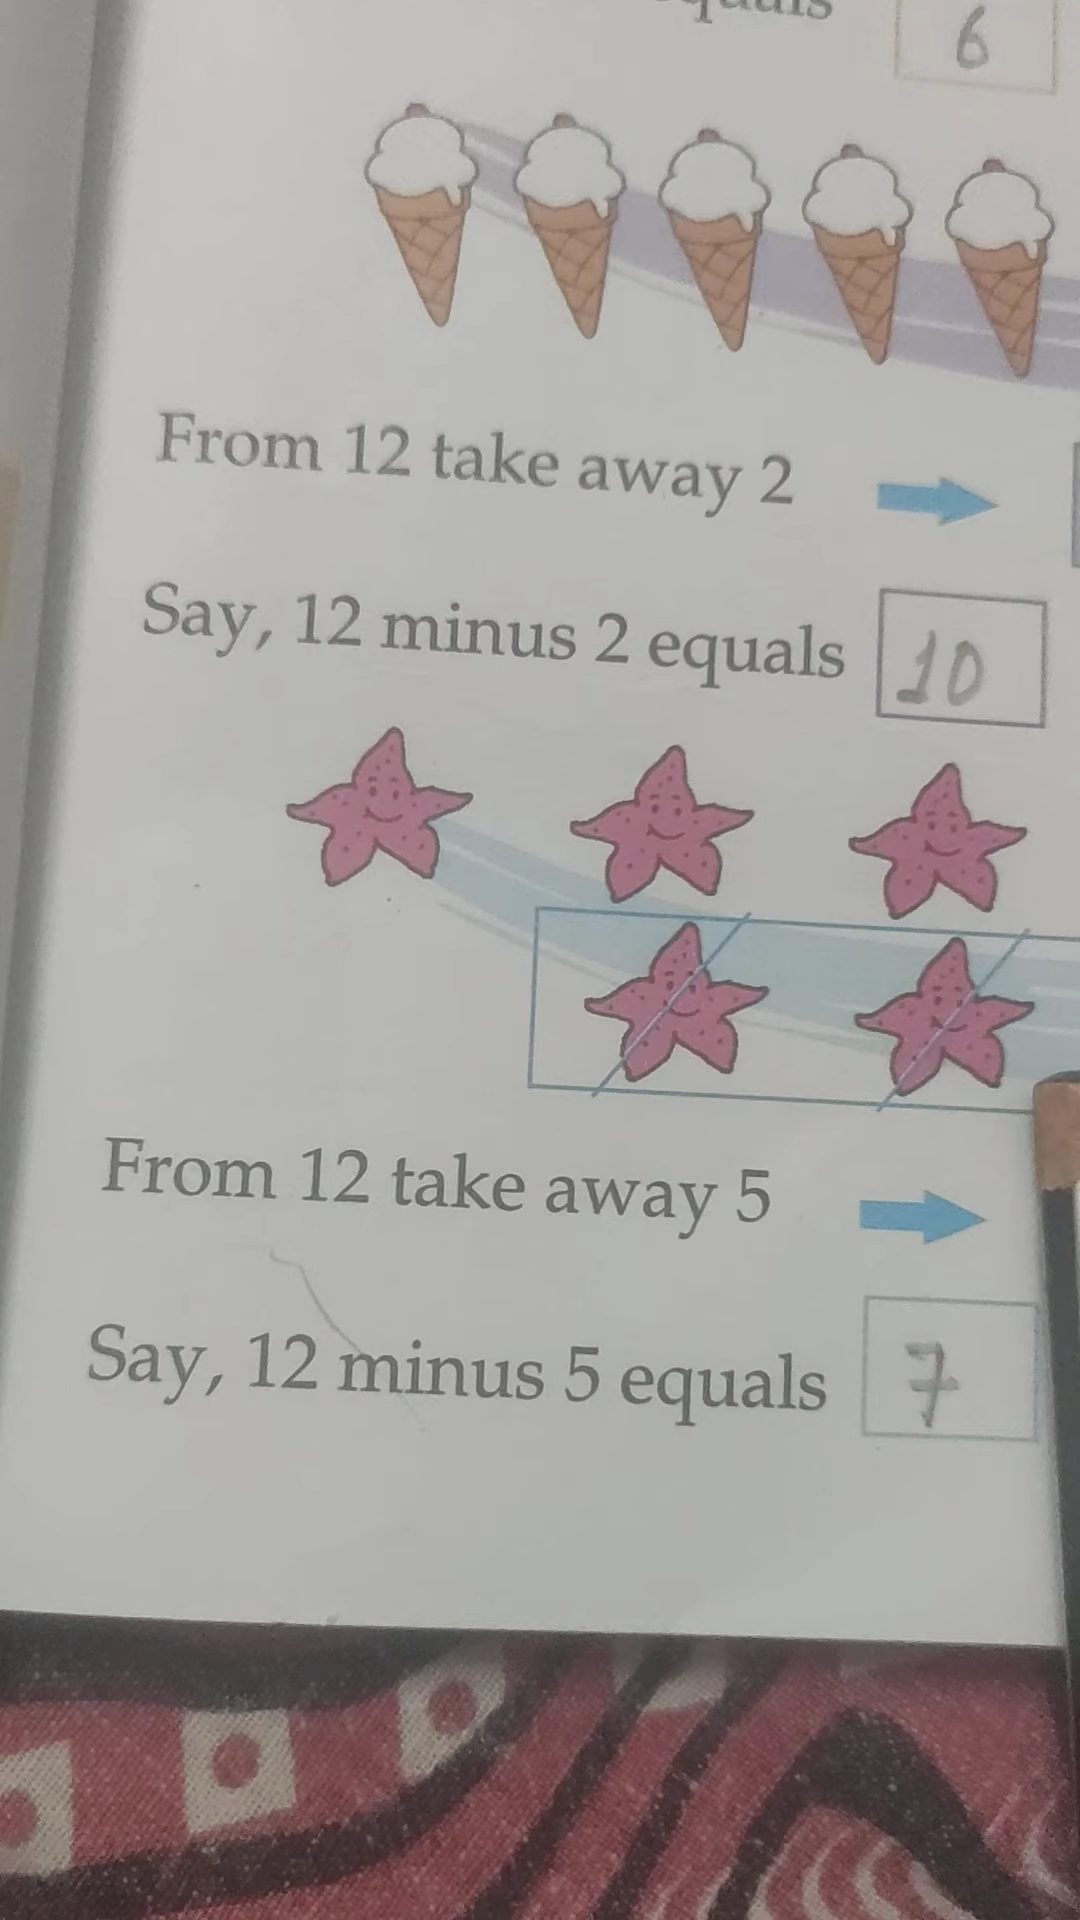 equals 6
From 12 take away 2
Say, 12 minus 2 equals 10
From 12 take away 5
Say, 12 minus 5 equals 7